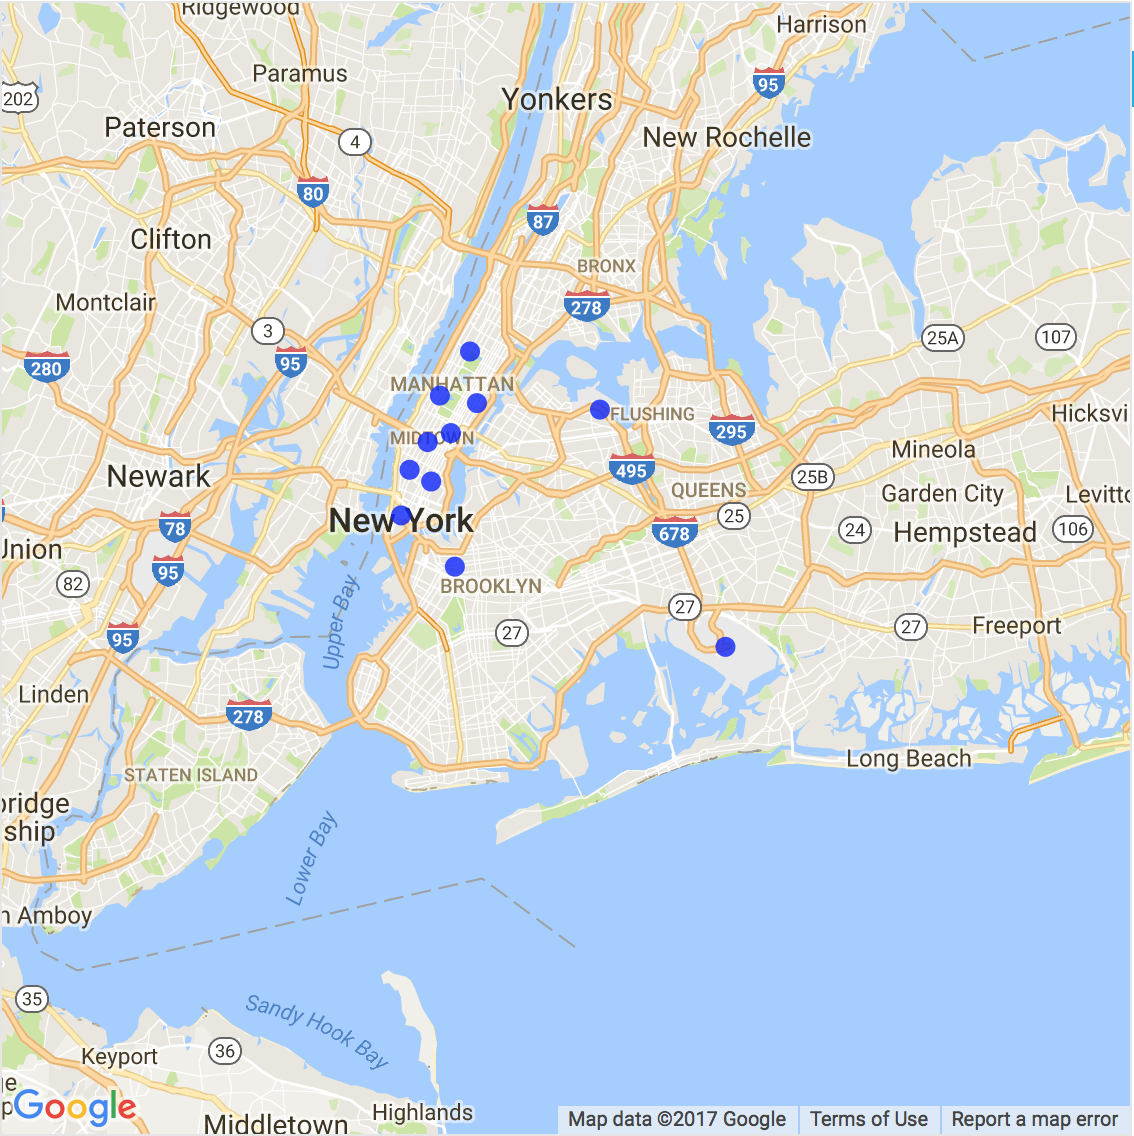 Ridgewood
Harrison
Paramus
95
202
Yonkers
Paterson
4
New Rochelle
80
87
Clifton
BRONX
Montclair
278
3
25A
107
95
280
MANHATTAN
FLUSHING
Hicksvi
MIDTOWN
295
Mineola
495
Newark
25B
QUEENS
Garden City
Levitto
78
New York
25
678
24
Hempstead
106
Union
95
82
BROOKLYN
27
Upper Bay
27
27
Freeport
95
Linden
278
Long Beach
STATEN ISLAND
bridge
ship
Lower Bay
n Amboy
35
Sandy Hook Bay
36
Keyport
ge
p
Google
Highlands
Middletown
Map data ©2017 Google
Terms of Use
Report a map error